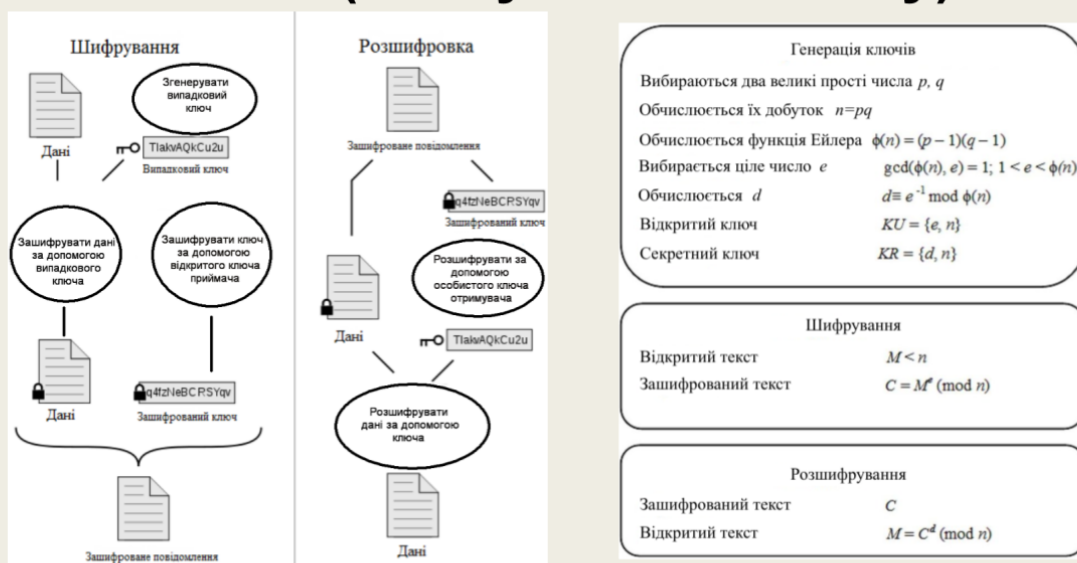 Шифрування
Згенерувати
випадковий
ключ
Дані
TlakvAQkCu2u
Випадковий ключ
Зашифрувати дані
за допомогою
випадкового
ключа
Зашифрувати ключ
за допомогою
відкритого ключа
приймача
Дані
q4fzNeBCRSYqv
Зашифрований ключ
Зашифроване повідомлення
Розшифровка
Зашифроване повідомлення
q4fzNeBCRSYqv
Зашифрований ключ
Розшифрувати за
допомогою
особистого ключа
отримувача
Дані
TlakvAQkCu2u
Розшифрувати
дані за допомогою
ключа
Дані
Генерація ключів
Вибираються два великі прості числа p, q
Обчислюється їх добуток n=pq
Обчислюється функція Ейлера ϕ(n) = (p − 1)(q − 1)
Вибирається ціле число e gcd(ϕ(n), e) = 1; 1 < e < ϕ(n)
Обчислюється d d≡ e⁻¹ mod ϕ(n)
Відкритий ключ KU = {e, n}
Секретний ключ KR = {d, n}
Шифрування
Відкритий текст M < n
Зашифрований текст C = Mᵉ (mod n)
Розшифрування
Зашифрований текст C
Відкритий текст M = Cᵈ (mod n)